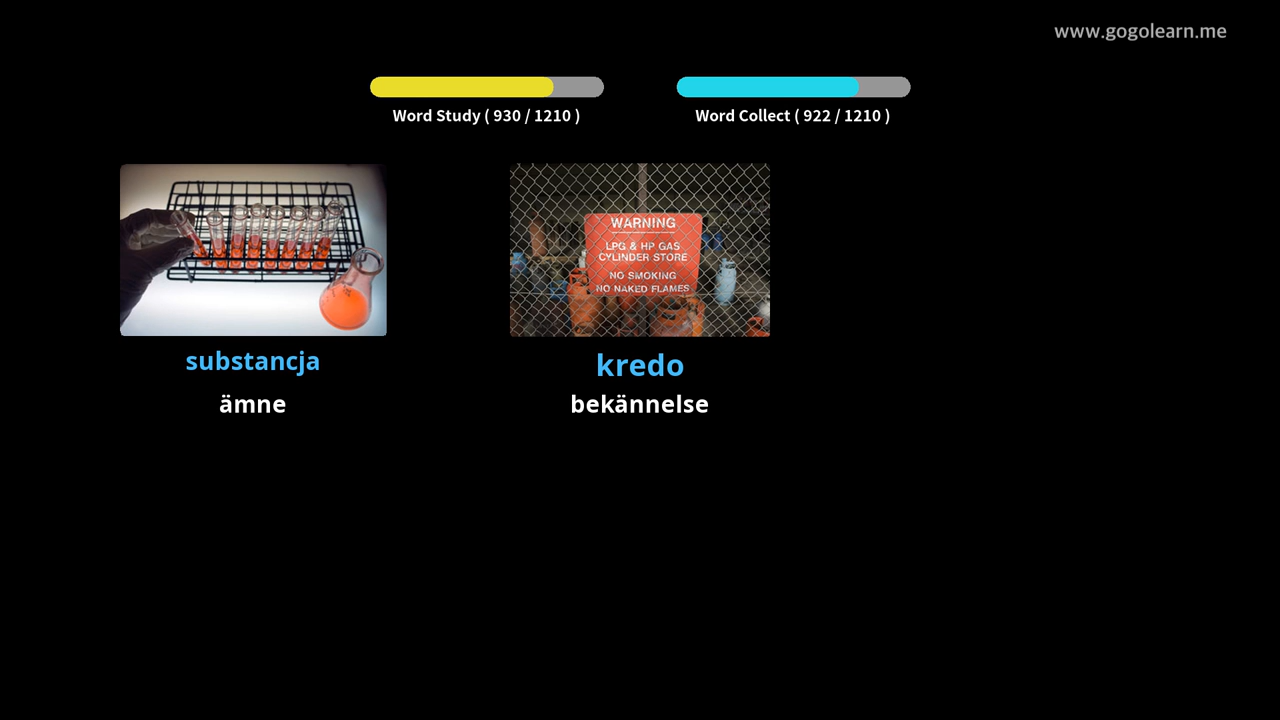 www.gogolearn.me
Word Study ( 930 / 1210 )
Word Collect ( 922 / 1210 )
WARNING
LPG & HP GAS
CYLINDER STORE
NO SMOKING
NO NAKED FLAMES
substancja
ämne
kredo
bekännelse